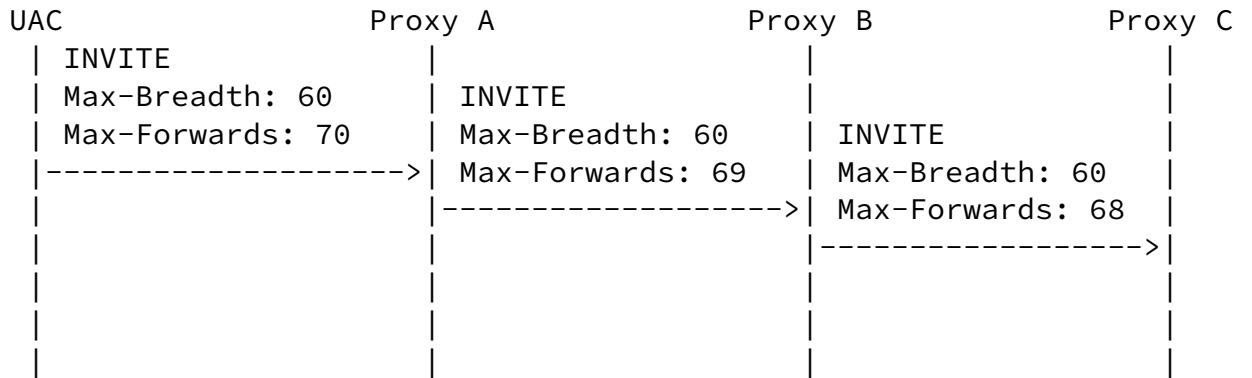 UAC Proxy A Proxy B Proxy C
INVITE
Max-Breadth: 60 INVITE
Max-Forwards: 70 Max-Breadth: 60 INVITE
Max-Forwards: 69 Max-Breadth: 60
Max-Forwards: 68